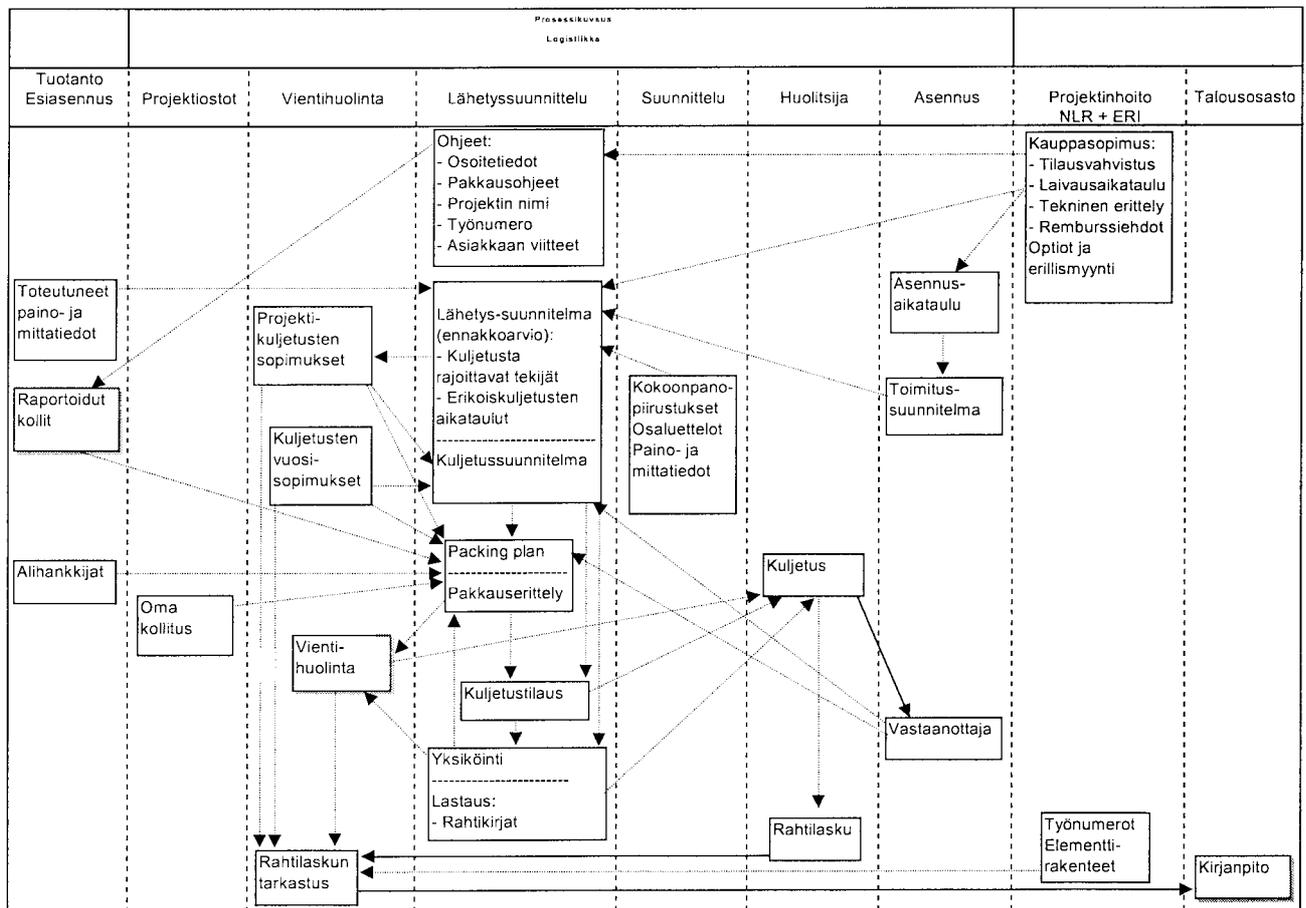 Prosessikuvaus
Logistiikka
Tuotanto
Esiasennus
Projektiostot
Vientihuolinta
Lähetyssuunnittelu
Suunnittelu
Huolitsija
Asennus
Projektinhoito
NLR + ERI
Talousosasto
Ohjeet:
- Osoitetiedot
- Pakkausohjeet
- Projektin nimi
- Työnumero
- Asiakkaan viitteet
Kauppasopimus:
- Tilausvahvistus
- Laivausaikataulu
- Tekninen erittely
- Remburssiehdot
Optiot ja
erillismyynti
Toteutuneet
paino- ja
mittatiedot
Projekti-
kuljetusten
sopimukset
Lähetys-suunnitelma
(ennakkoarvio):
- Kuljetusta
rajoittavat tekijät
- Erikoiskuljetusten
aikataulut
Kuljetussuunnitelma
Asennus-
aikataulu
Raportoidut
kollit
Kuljetusten
vuosi-
sopimukset
Kokoonpano-
piirustukset
Osaluettelot
Paino- ja
mittatiedot
Toimitus-
suunnitelma
Alihankkijat
Oma
kollitus
Packing plan
Pakkauserittely
Kuljetus
Vienti-
huolinta
Kuljetustilaus
Vastaanottaja
Yksiköinti
Lastaus:
- Rahtikirjat
Rahtilasku
Työnumerot
Elementti-
rakenteet
Rahtilaskun
tarkastus
Kirjanpito